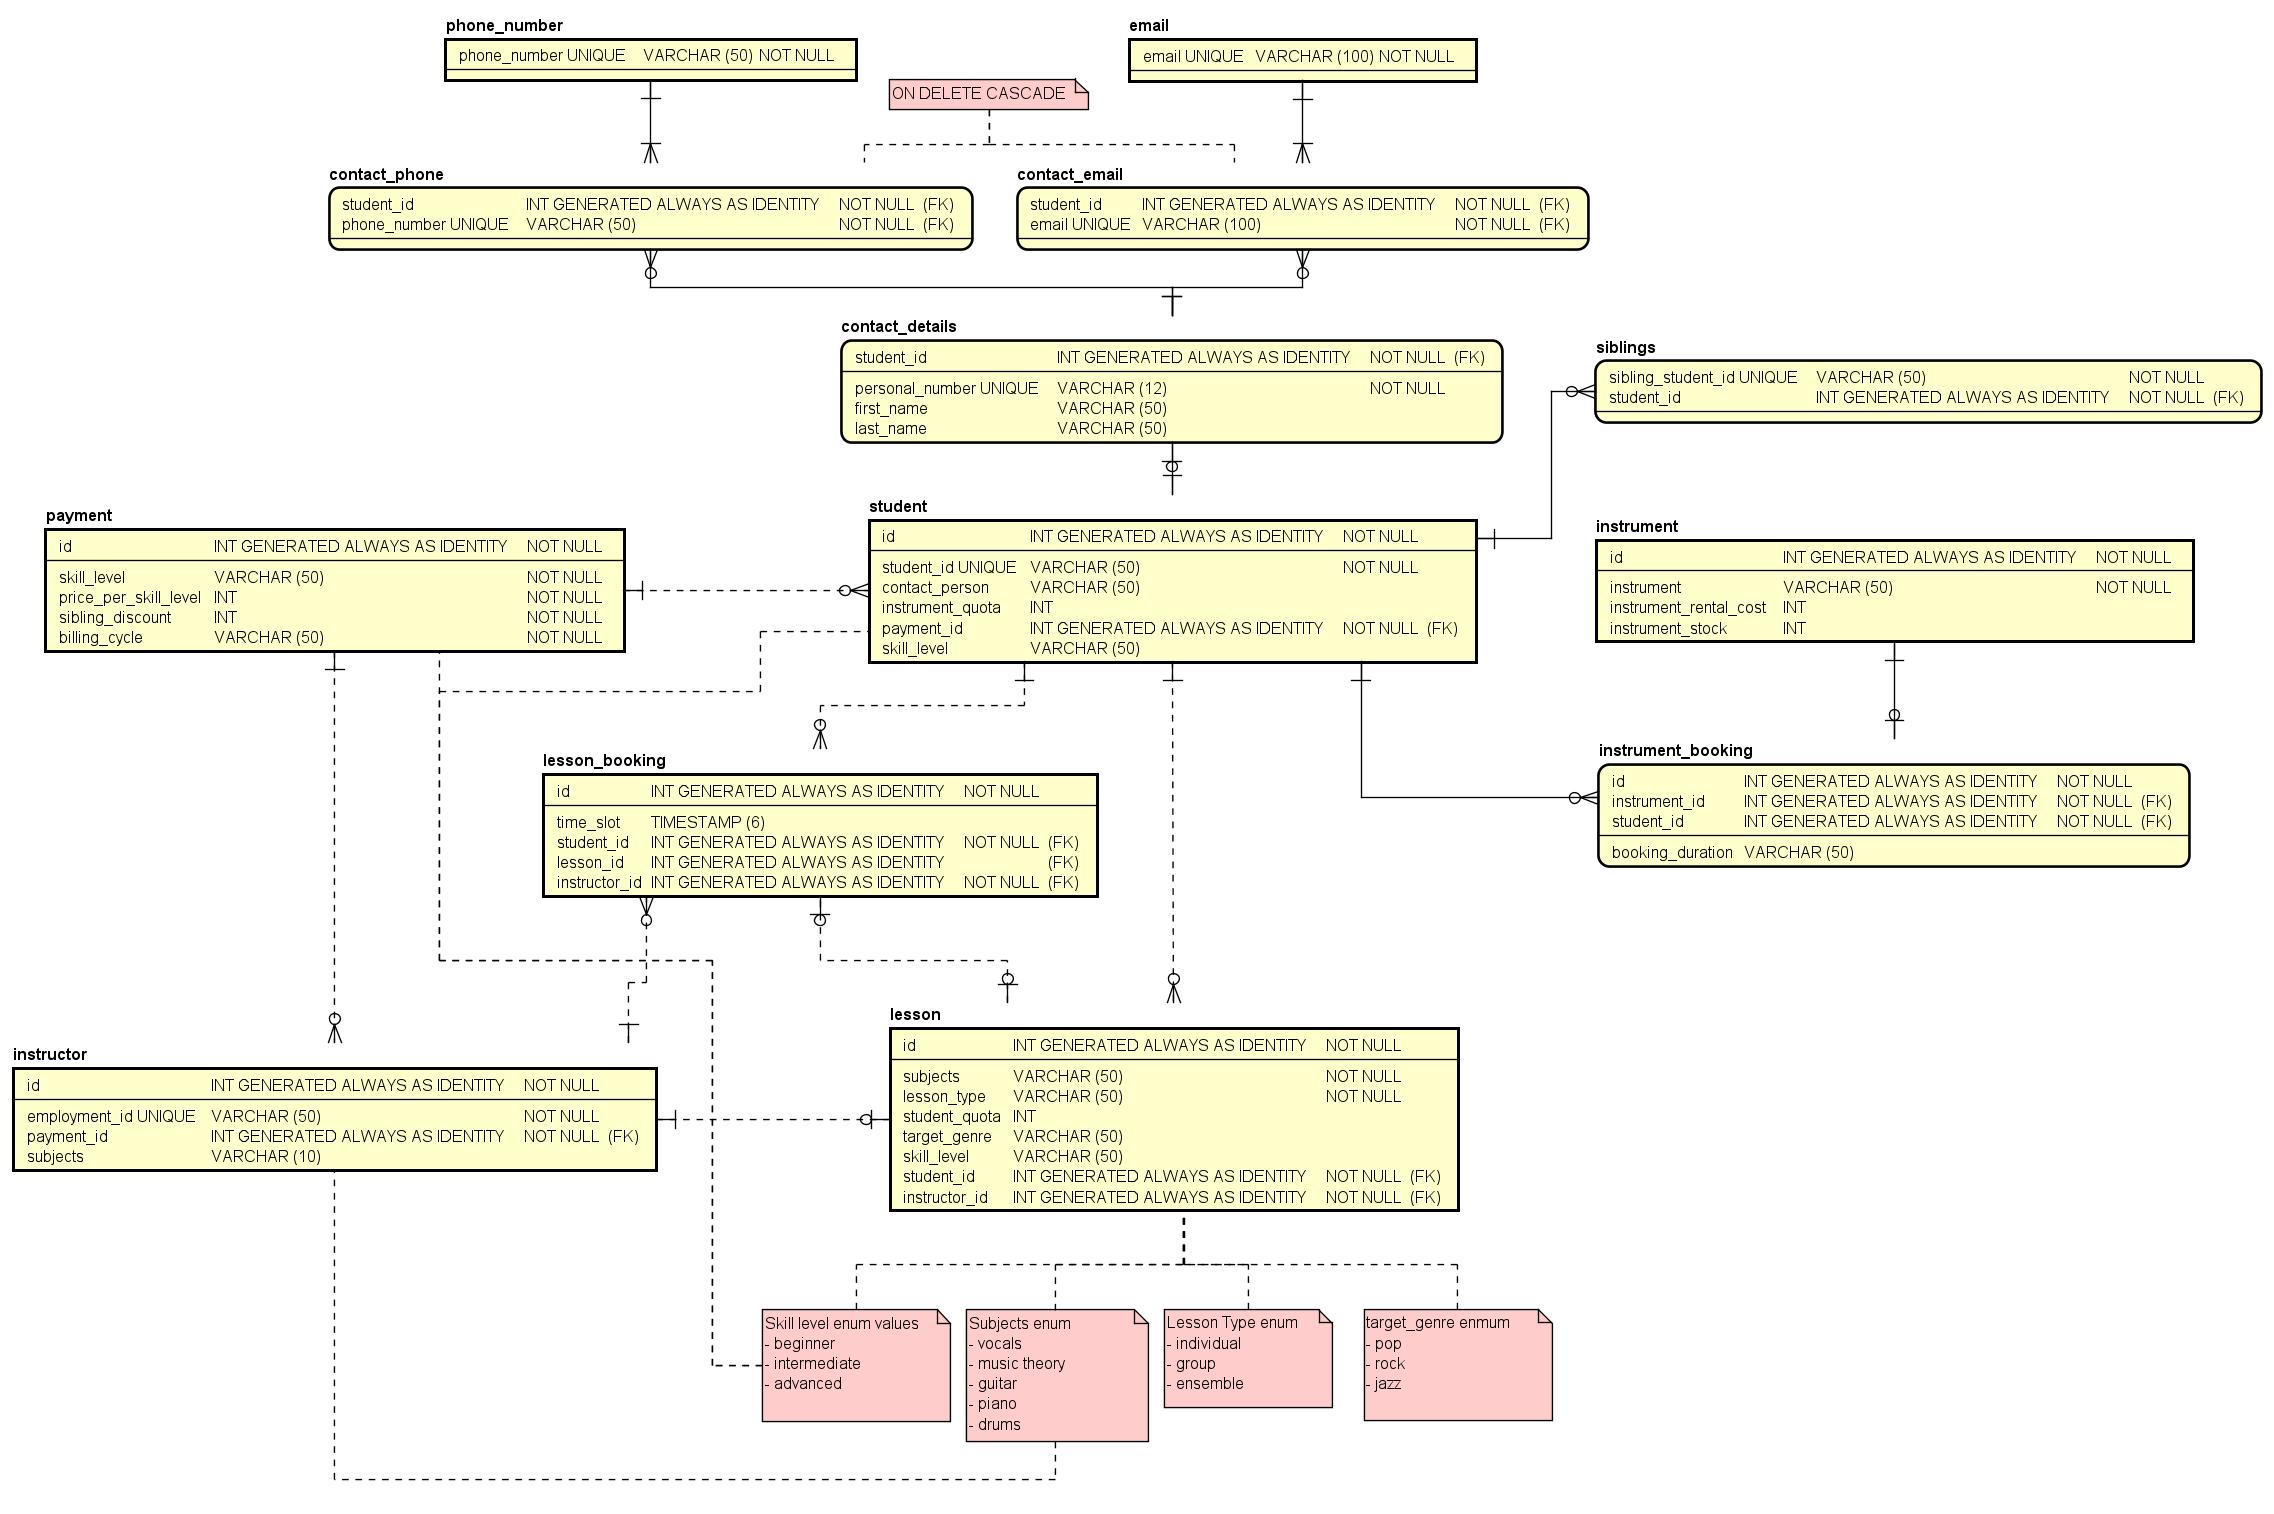 phone_number
phone_number UNIQUE VARCHAR (50) NOT NULL
email
email UNIQUE VARCHAR (100) NOT NULL
ON DELETE CASCADE
contact_phone
student_id INT GENERATED ALWAYS AS IDENTITY NOT NULL (FK)
phone_number UNIQUE VARCHAR (50) NOT NULL (FK)
contact_email
student_id INT GENERATED ALWAYS AS IDENTITY NOT NULL (FK)
email UNIQUE VARCHAR (100) NOT NULL (FK)
contact_details
student_id INT GENERATED ALWAYS AS IDENTITY NOT NULL (FK)
personal_number UNIQUE VARCHAR (12) NOT NULL
first_name VARCHAR (50)
last_name VARCHAR (50)
siblings
sibling_student_id UNIQUE VARCHAR (50) NOT NULL
student_id INT GENERATED ALWAYS AS IDENTITY NOT NULL (FK)
payment
id INT GENERATED ALWAYS AS IDENTITY NOT NULL
skill_level VARCHAR (50) NOT NULL
price_per_skill_level INT NOT NULL
sibling_discount INT NOT NULL
billing_cycle VARCHAR (50) NOT NULL
student
id INT GENERATED ALWAYS AS IDENTITY NOT NULL
student_id UNIQUE VARCHAR (50) NOT NULL
contact_person VARCHAR (50)
instrument_quota INT
payment_id INT GENERATED ALWAYS AS IDENTITY NOT NULL (FK)
skill_level VARCHAR (50)
instrument
id INT GENERATED ALWAYS AS IDENTITY NOT NULL
instrument VARCHAR (50) NOT NULL
instrument_rental_cost INT
instrument_stock INT
lesson_booking
id INT GENERATED ALWAYS AS IDENTITY NOT NULL
time_slot TIMESTAMP (6)
student_id INT GENERATED ALWAYS AS IDENTITY NOT NULL (FK)
lesson_id INT GENERATED ALWAYS AS IDENTITY (FK)
instructor_id INT GENERATED ALWAYS AS IDENTITY NOT NULL (FK)
instrument_booking
id INT GENERATED ALWAYS AS IDENTITY NOT NULL
instrument_id INT GENERATED ALWAYS AS IDENTITY NOT NULL (FK)
student_id INT GENERATED ALWAYS AS IDENTITY NOT NULL (FK)
booking_duration VARCHAR (50)
instructor
id INT GENERATED ALWAYS AS IDENTITY NOT NULL
employment_id UNIQUE VARCHAR (50) NOT NULL
payment_id INT GENERATED ALWAYS AS IDENTITY NOT NULL (FK)
subjects VARCHAR (10)
lesson
id INT GENERATED ALWAYS AS IDENTITY NOT NULL
subjects VARCHAR (50) NOT NULL
lesson_type VARCHAR (50) NOT NULL
student_quota INT
target_genre VARCHAR (50)
skill_level VARCHAR (50)
student_id INT GENERATED ALWAYS AS IDENTITY NOT NULL (FK)
instructor_id INT GENERATED ALWAYS AS IDENTITY NOT NULL (FK)
Skill level enum values
- beginner
- intermediate
- advanced
Subjects enum
- vocals
- music theory
- guitar
- piano
- drums
Lesson Type enum
- individual
- group
- ensemble
target_genre enmum
- pop
- rock
- jazz